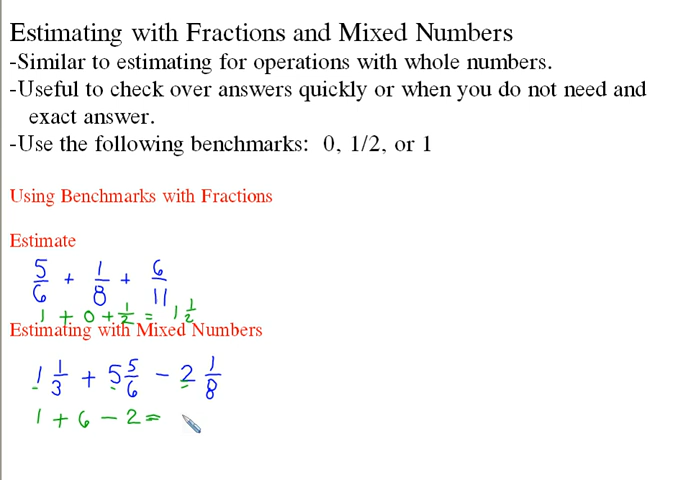 Estimating with Fractions and Mixed Numbers
-Similar to estimating for operations with whole numbers.
-Useful to check over answers quickly or when you do not need and
exact answer.
-Use the following benchmarks: 0, 1/2, or 1
Using Benchmarks with Fractions
Estimate
5/6 + 1/8 + 6/11
1 + 0 + 1/2 = 1 1/2
Estimating with Mixed Numbers
1 1/3 + 5 5/6 - 2 1/8
1 + 6 - 2 =